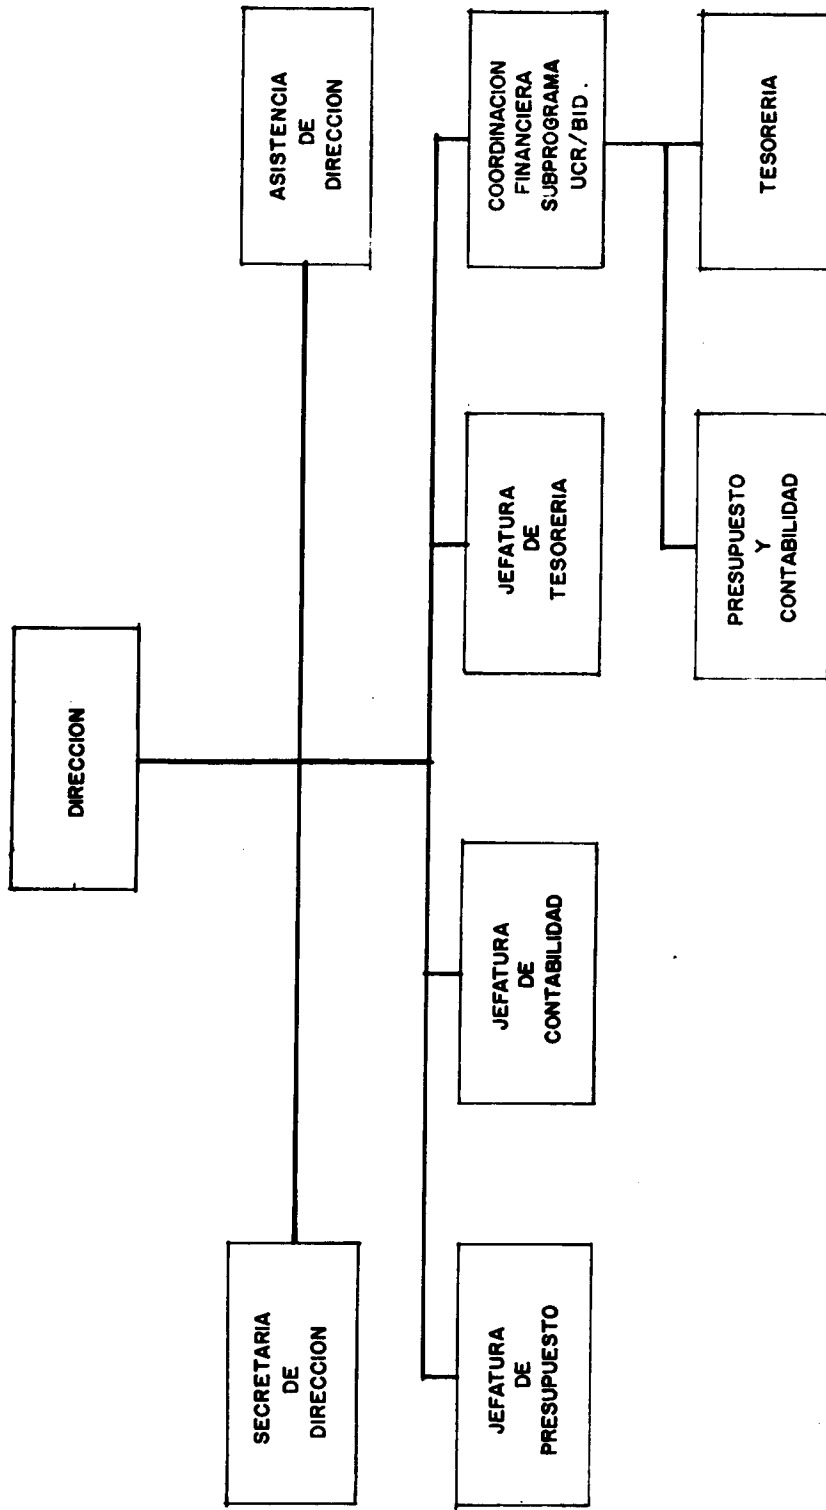 DIRECCION
SECRETARIA
DE
DIRECCION
ASISTENCIA
DE
DIRECCION
JEFATURA
DE
PRESUPUESTO
JEFATURA
DE
CONTABILIDAD
JEFATURA
DE
TESORERIA
COORDINACION
FINANCIERA
SUBPROGRAMA
UCR/BID.
PRESUPUESTO
Y
CONTABILIDAD
TESORERIA